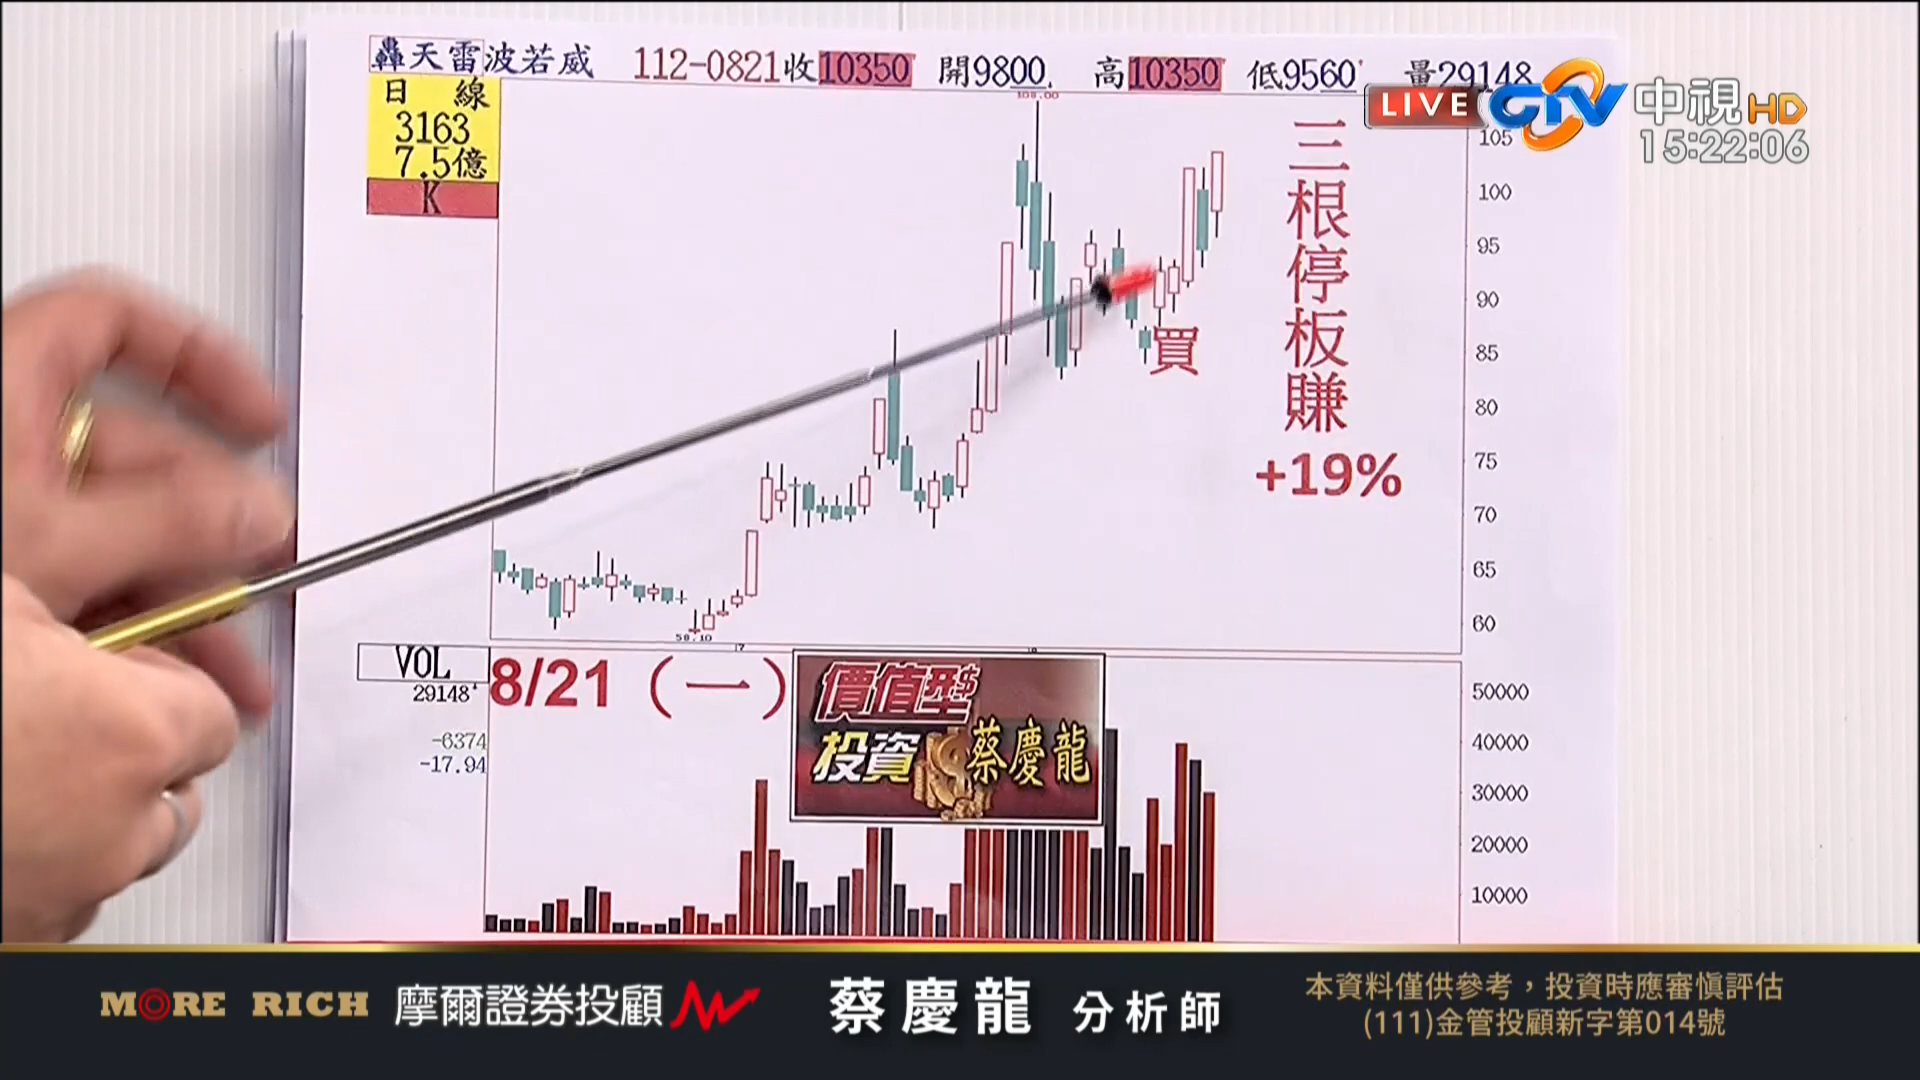 轟天雷波若威 112-0821收10350 開9800 高10350 低9560 量29148
日 線
3163
7.5億
K
LIVE CTV 中視HD
15:22:06
108.00
三根停板賺
+19%
買
105
100
95
90
85
80
75
70
65
60
58.10
7
VOL
29148
-6374
-17.94
8/21（一）
價值型$
投資 蔡慶龍
50000
40000
30000
20000
10000
MORE RICH 摩爾證券投顧 蔡慶龍 分析師
本資料僅供參考，投資時應審慎評估
(111)金管投顧新字第014號